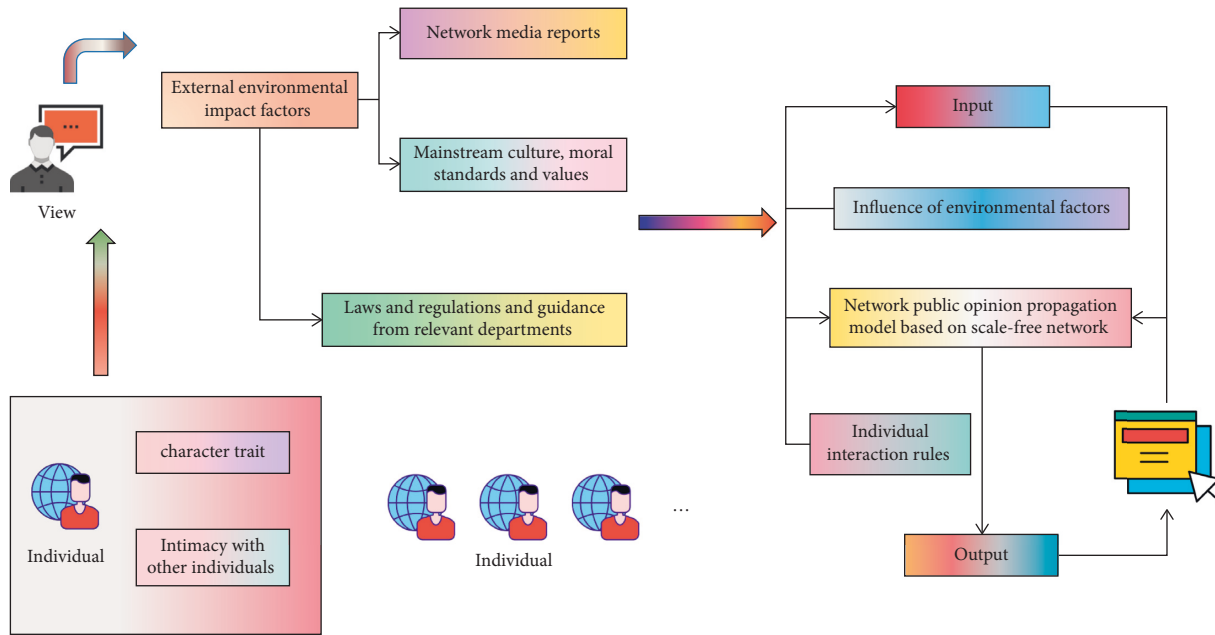 Network media reports
External environmental
impact factors
Mainstream culture, moral
standards and values
View
Laws and regulations and guidance
from relevant departments
character trait
Intimacy with
other individuals
Individual
Individual
...
Input
Influence of environmental factors
Network public opinion propagation
model based on scale-free network
Individual
interaction rules
Output